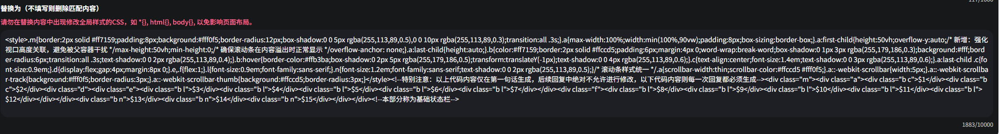 117/1000
替换为（不填写则删除匹配内容）
请勿在替换内容中出现修改全局样式的CSS，如 *{}, html{}, body{}, 以免影响页面布局。
<style>.m{border:2px solid #ff7159;padding:8px;background:#fff0f5;border-radius:12px;box-shadow:0 0 5px rgba(255,113,89,0.5),0 0 10px rgba(255,113,89,0.3);transition:all .3s;}.a{max-width:100%;width:min(100%,90vw);padding:8px;box-sizing:border-box;}.a:first-child{height:50vh;overflow-y:auto;/* 新增：强化
视口高度关联，避免被父容器干扰 */max-height:50vh;min-height:0;/* 确保滚动条在内容溢出时正常显示 */overflow-anchor: none;}.a:last-child{height:auto;}.b{color:#ff7159;border:2px solid #ffccd5;padding:6px;margin:4px 0;word-wrap:break-word;box-shadow:0 1px 3px rgba(255,179,186,0.3);background:#fff;bord
er-radius:6px;transition:all .3s;text-shadow:0 0 2px rgba(255,113,89,0.4);}.b:hover{border-color:#ffb3ba;box-shadow:0 2px 5px rgba(255,179,186,0.5);transform:translateY(-1px);text-shadow:0 0 4px rgba(255,113,89,0.6);}.c{text-align:center;font-size:1.4em;text-shadow:0 0 3px rgba(255,113,89,0.6);}.a:last-child .c{fo
nt-size:0.9em;}.d{display:flex;gap:4px;margin:8px 0;}.e,.f{flex:1;}.l{font-size:0.9em;font-family:sans-serif;}.n{font-size:1.2em;font-family:sans-serif;text-shadow:0 0 2px rgba(255,113,89,0.5);}/* 滚动条样式统一 */.a{scrollbar-width:thin;scrollbar-color:#ffccd5 #fff0f5;}.a::-webkit-scrollbar{width:5px;}.a::-webkit-scrollba
r-track{background:#fff0f5;border-radius:3px;}.a::-webkit-scrollbar-thumb{background:#ffccd5;border-radius:3px;}</style><!--特别注意：以上代码内容仅在第一句话生成，后续回复中绝对不允许进行修改，以下代码内容则每一次回复都必须生成--><div class="m"><div class="a"><div class="b c">$1</div><div class="b
c">$2</div><div class="d"><div class="e"><div class="b l">$3</div><div class="b l">$4</div><div class="b l">$5</div><div class="b l">$6</div><div class="b l">$7</div></div><div class="f"><div class="b l">$8</div><div class="b l">$9</div><div class="b l">$10</div><div class="b l">$11</div><div class="b l">
$12</div></div></div><div class="b n">$13</div><div class="b n">$14</div><div class="b n">$15</div></div></div><!--本部分称为基础状态栏-->
1883/10000